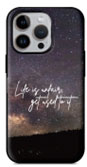 Life is unfair,
get used to it